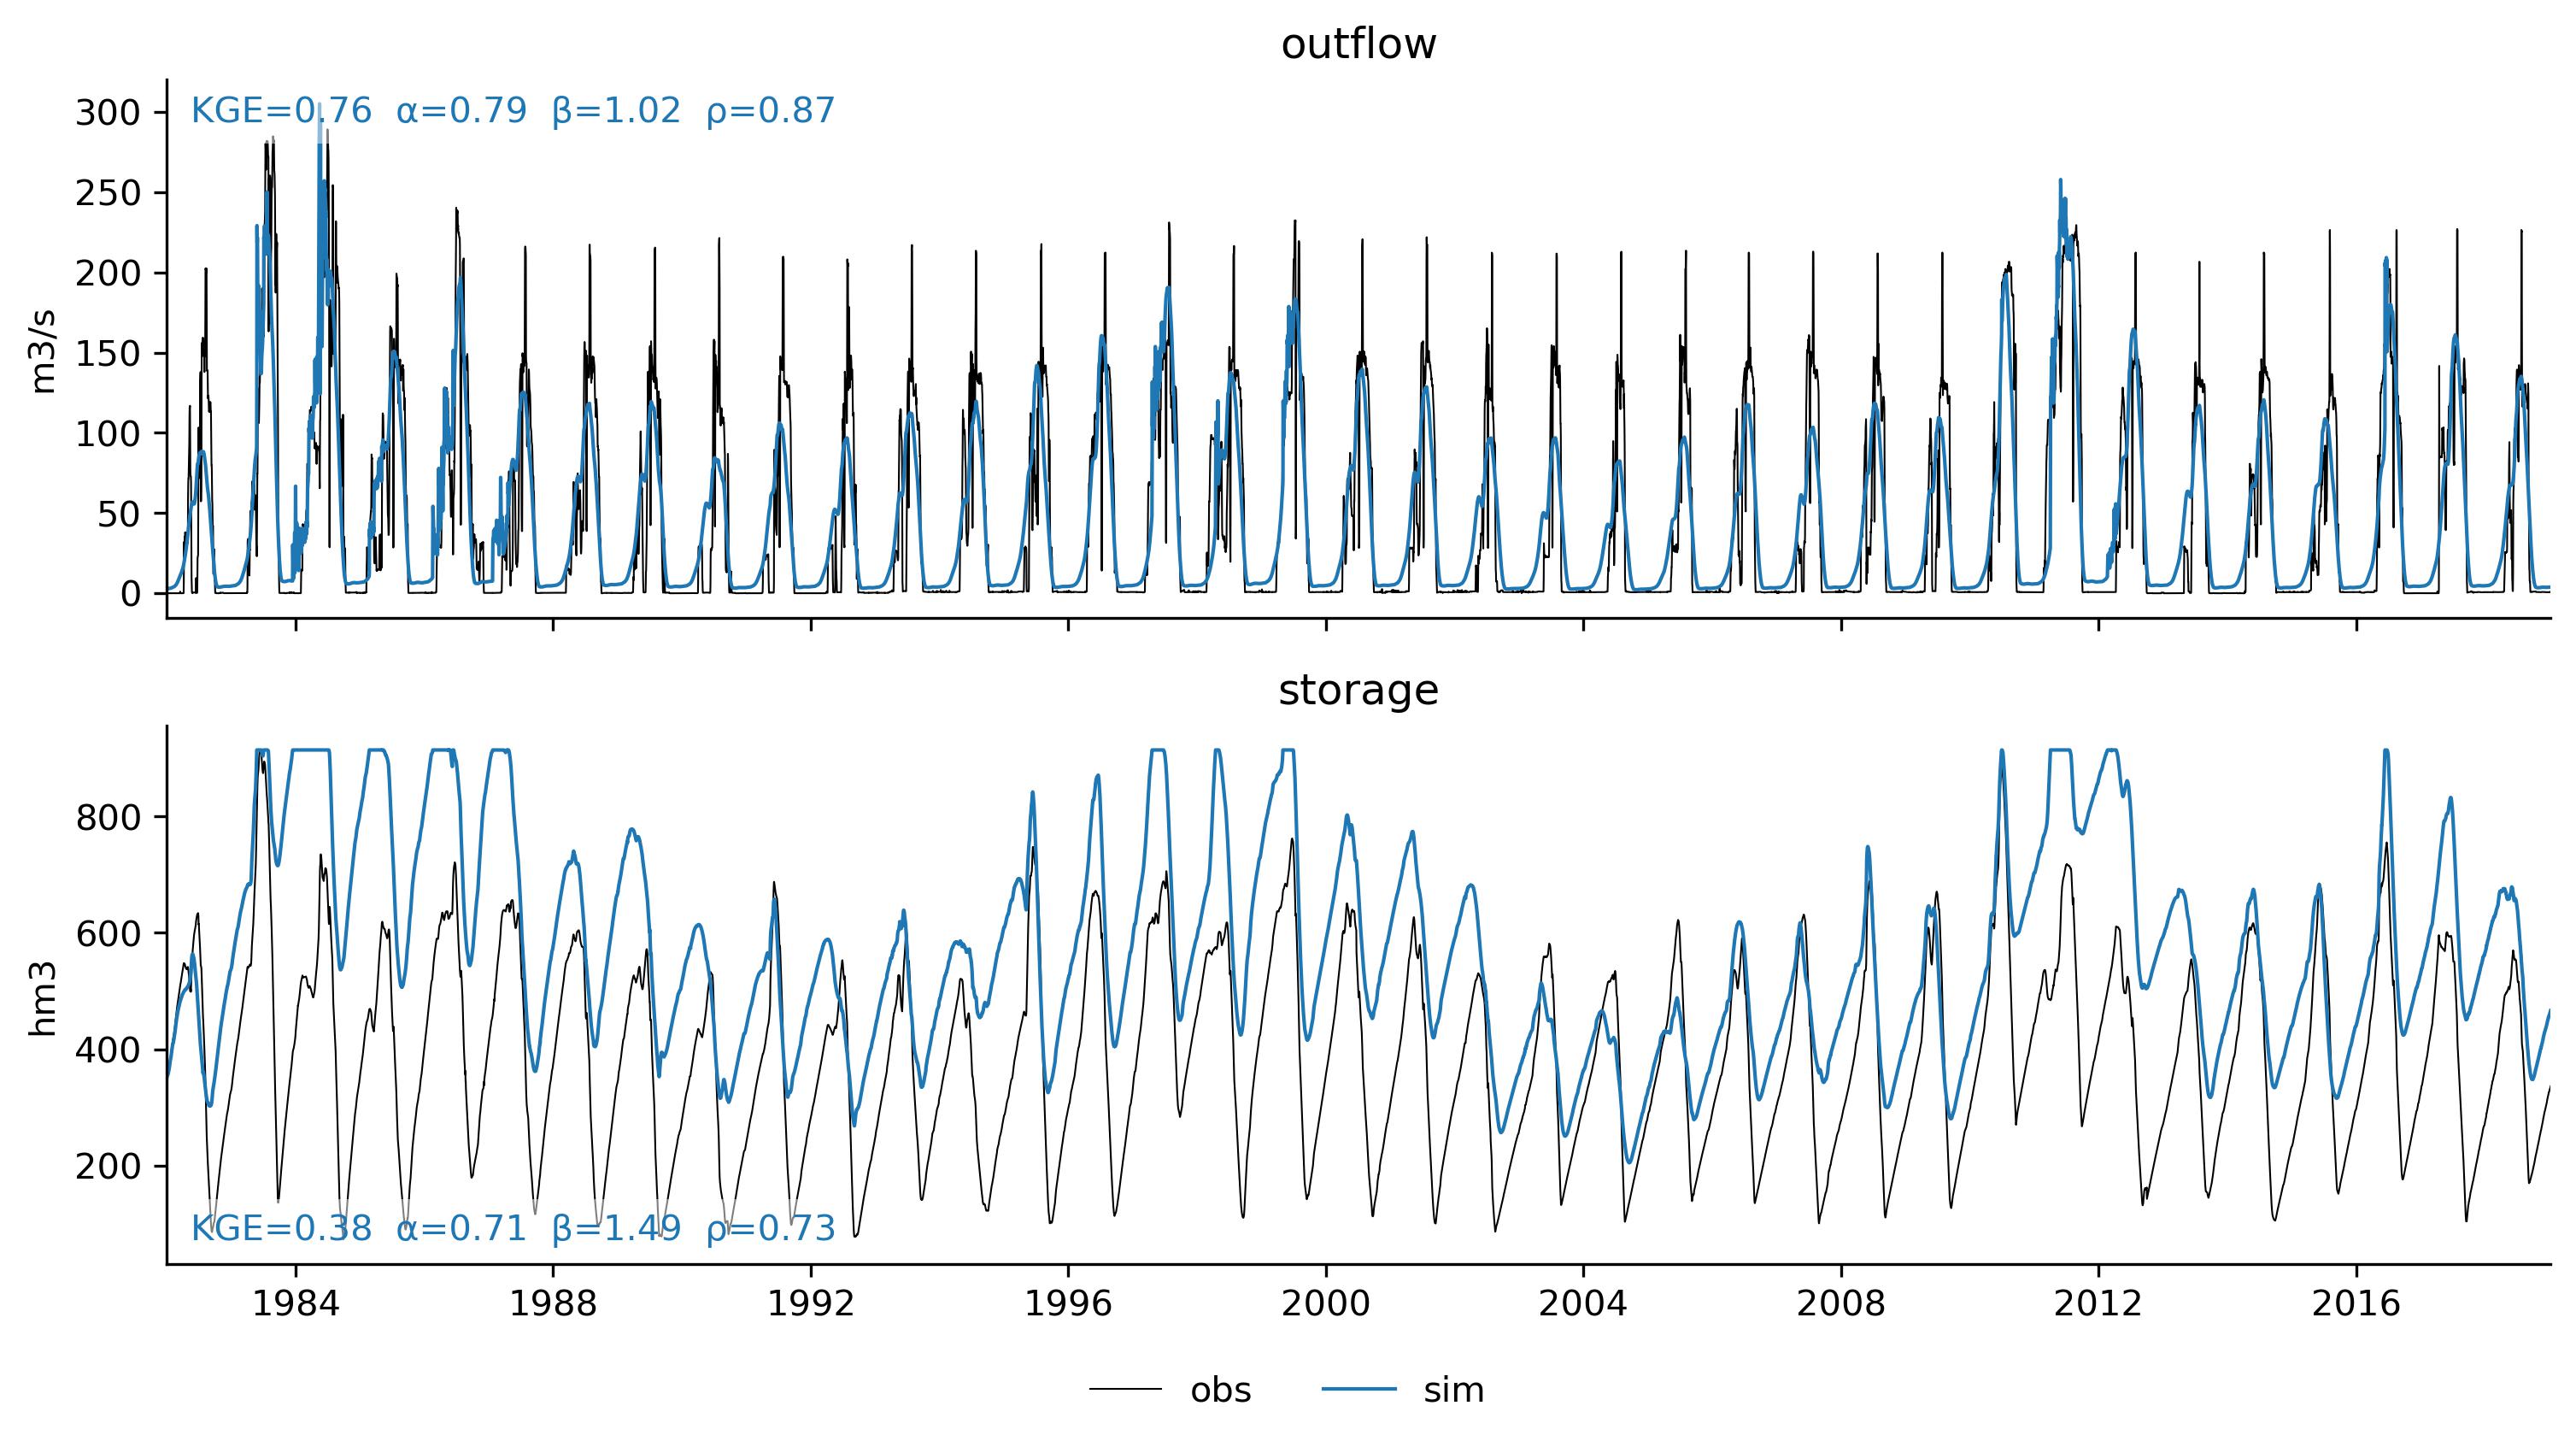 outflow
KGE=0.76 α=0.79 β=1.02 ρ=0.87
300
250
200
150
100
50
0
m3/s
storage
800
600
400
200
hm3
KGE=0.38 α=0.71 β=1.49 ρ=0.73
1984 1988 1992 1996 2000 2004 2008 2012 2016
obs sim